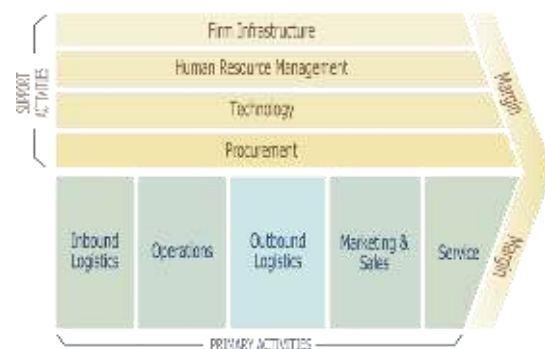 Firm Infrastructure
Human Resource Management
Technology
Procurement
SUPPORT
ACTIVITIES
Margin
Inbound
Logistics
Operations
Outbound
Logistics
Marketing &
Sales
Service
Margin
PRIMARY ACTIVITIES